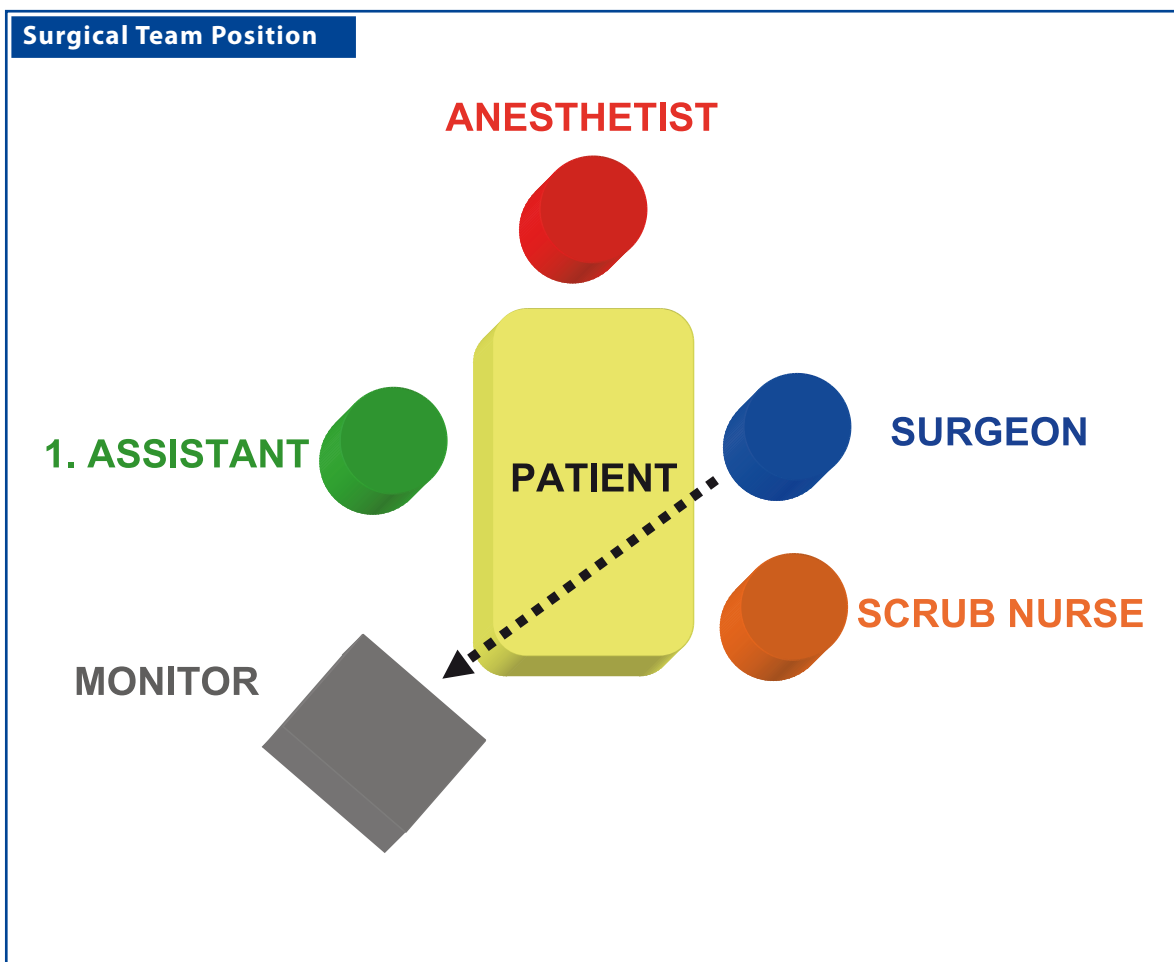 Surgical Team Position
ANESTHETIST
SURGEON
1. ASSISTANT
PATIENT
SCRUB NURSE
MONITOR